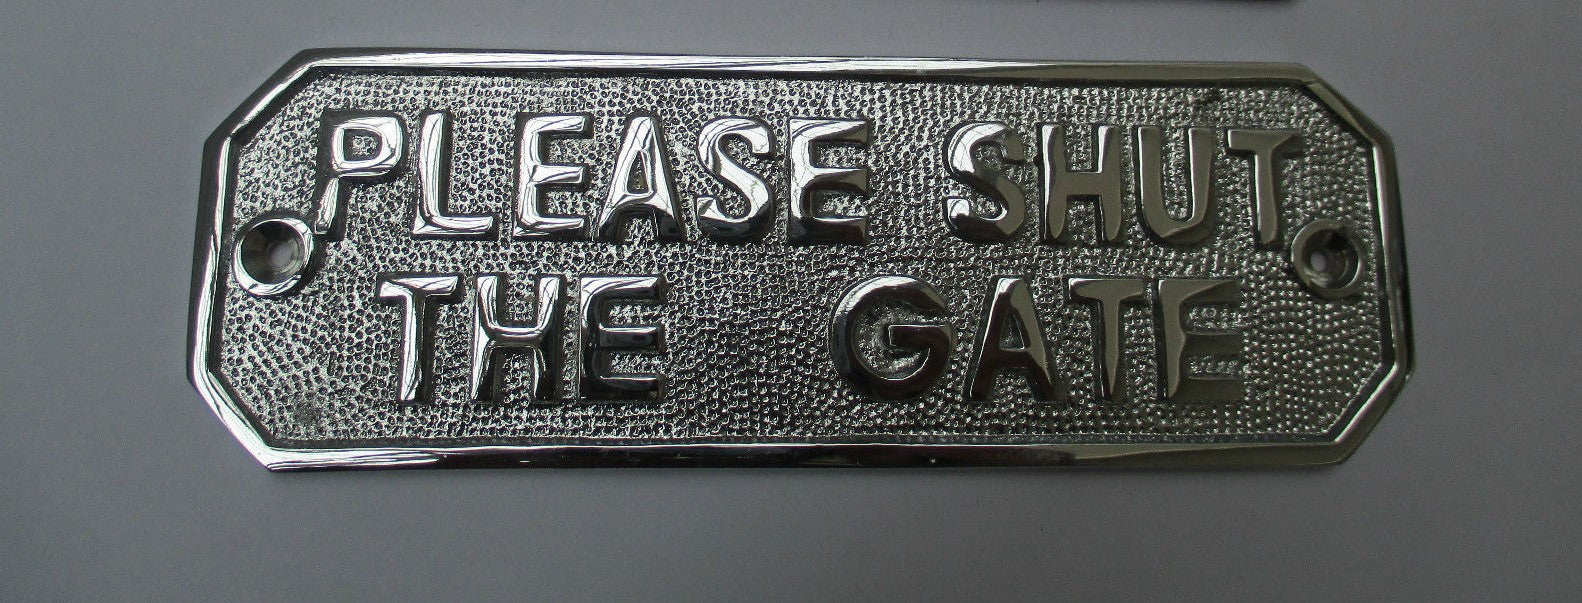 PLEASE SHUT
THE GATE